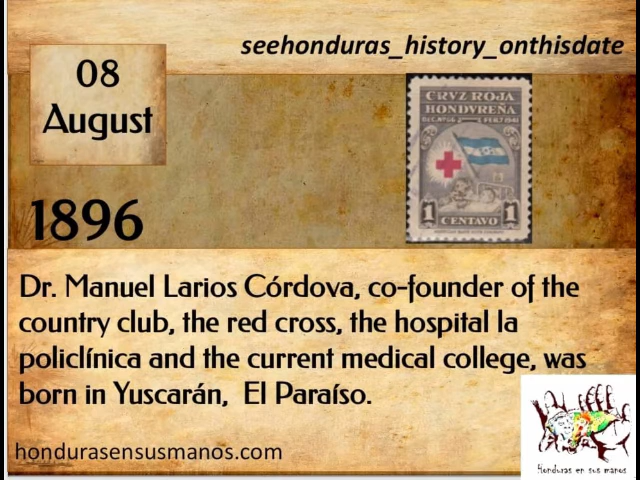 seehonduras_history_onthisdate
08
August
CRVZ ROJA
HONDVREÑA
1
CENTAVO
1
1896
Dr. Manuel Larios Córdova, co-founder of the
country club, the red cross, the hospital la
policlínica and the current medical college, was
born in Yuscarán, El Paraíso.
hondurasensusmanos.com
Honduras en sus manos